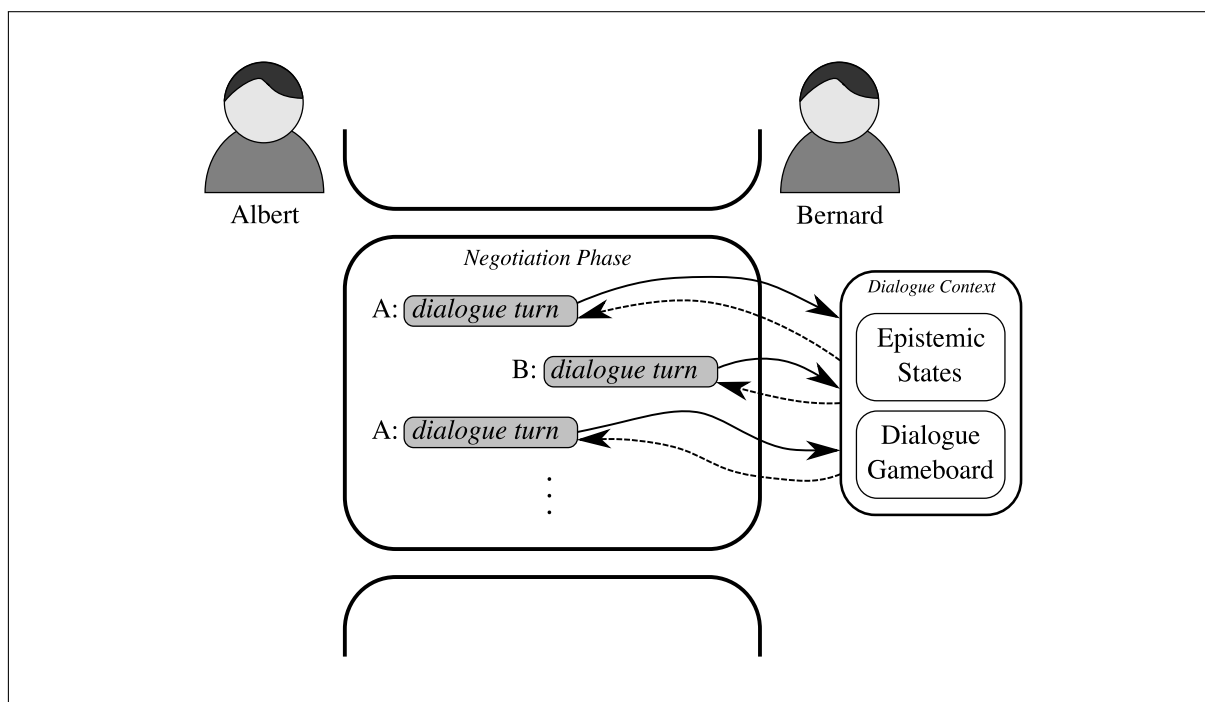 Albert
Bernard
Negotiation Phase
A: dialogue turn
B: dialogue turn
A: dialogue turn
Dialogue Context
Epistemic
States
Dialogue
Gameboard